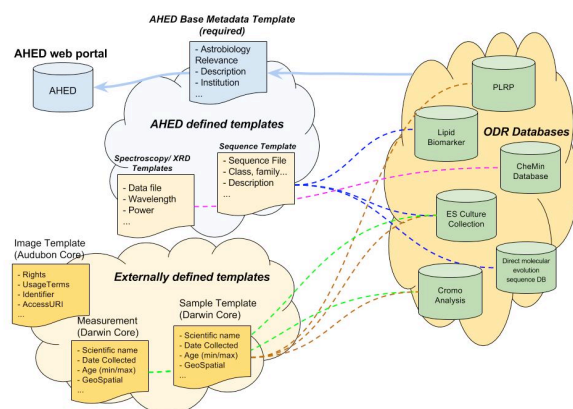 AHED Base Metadata Template
(required)
AHED web portal
AHED
- Astrobiology
Relevance
- Description
- Institution
...
AHED defined templates
Spectroscopy/ XRD
Templates
- Data file
- Wavelength
- Power
...
Sequence Template
- Sequence File
- Class, family...
- Description
...
ODR Databases
PLRP
Lipid
Biomarker
CheMin
Database
ES Culture
Collection
Direct molecular
evolution
sequence DB
Cromo
Analysis
Image Template
(Audubon Core)
- Rights
- UsageTerms
- Identifier
- AccessURI
...
Externally defined templates
Measurement
(Darwin Core)
- Scientific name
- Date Collected
- Age (min/max)
- GeoSpatial
...
Sample Template
(Darwin Core)
- Scientific name
- Date Collected
- Age (min/max)
- GeoSpatial
...